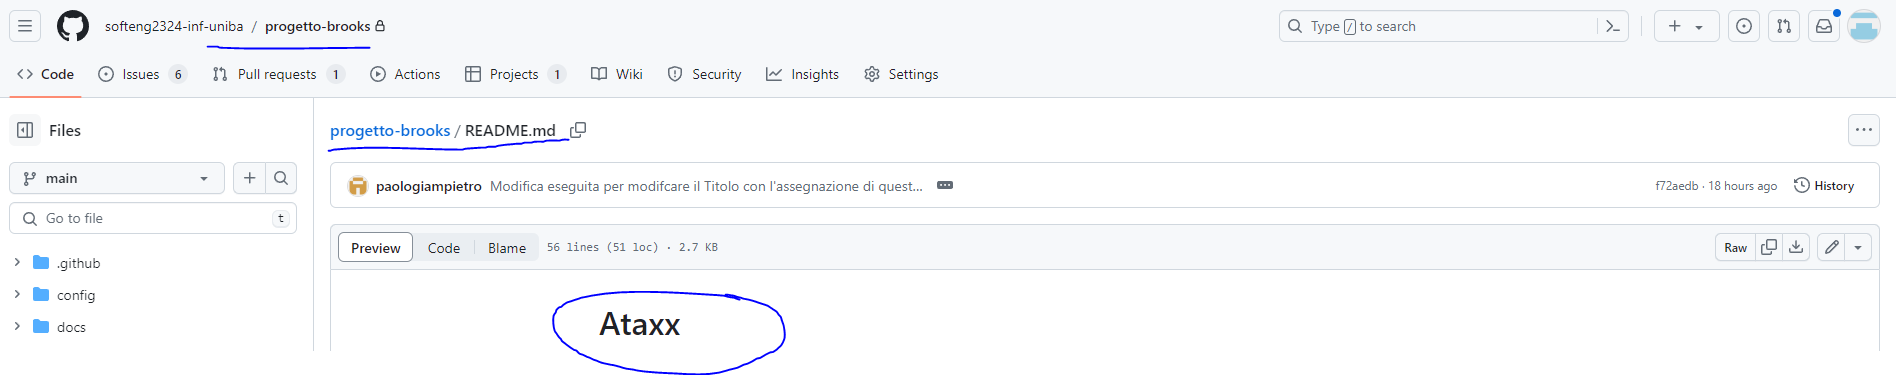 softeng2324-inf-uniba / progetto-brooks
Type / to search
Code Issues 6 Pull requests 1 Actions Projects 1 Wiki Security Insights Settings
Files
progetto-brooks / README.md
main
paologiampietro Modifica eseguita per modifcare il Titolo con l'assegnazione di quest... f72aedb · 18 hours ago History
Go to file t
Preview Code Blame 56 lines (51 loc) · 2.7 KB Raw
.github
config
docs
Ataxx